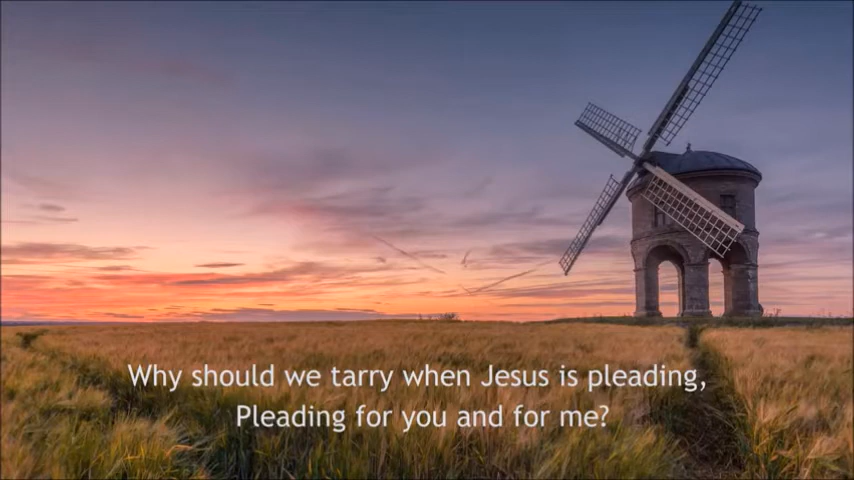 Why should we tarry when Jesus is pleading,
Pleading for you and for me?